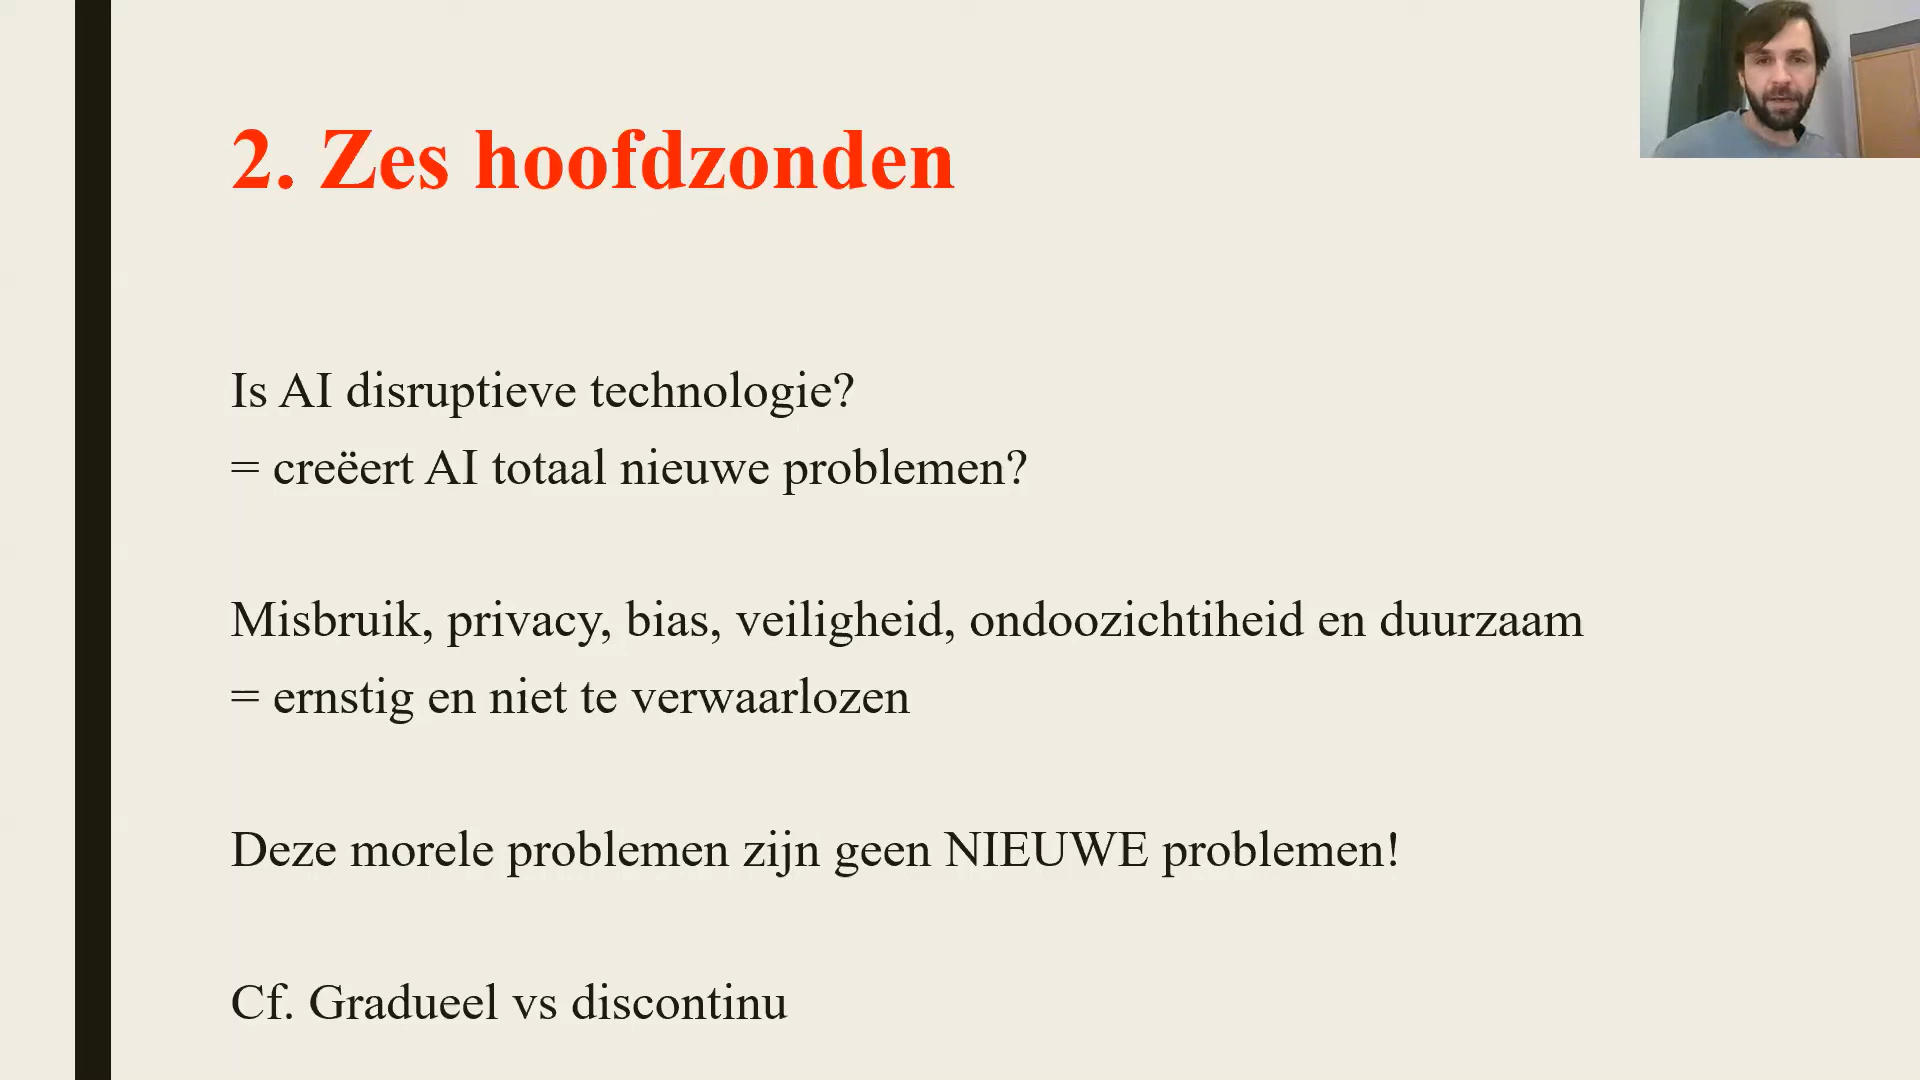 2. Zes hoofdzonden
Is AI disruptieve technologie?
= creëert AI totaal nieuwe problemen?
Misbruik, privacy, bias, veiligheid, ondoozichtiheid en duurzaam
= ernstig en niet te verwaarlozen
Deze morele problemen zijn geen NIEUWE problemen!
Cf. Gradueel vs discontinu